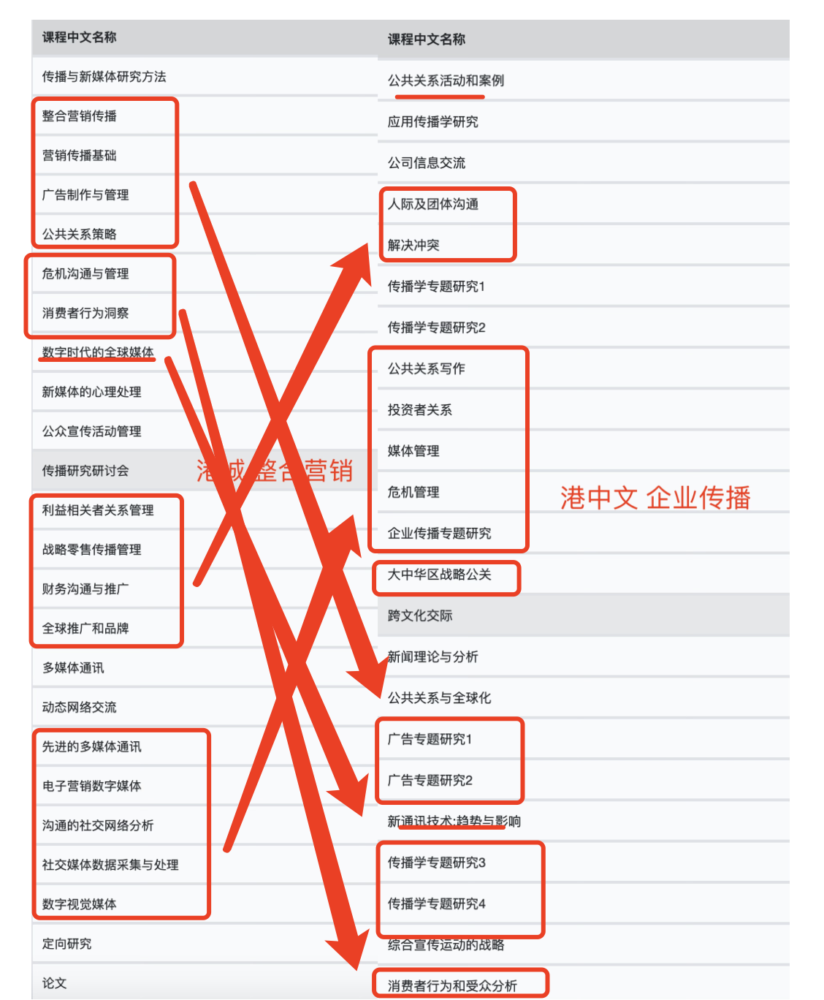 课程中文名称
传播与新媒体研究方法
整合营销传播
营销传播基础
广告制作与管理
公共关系策略
危机沟通与管理
消费者行为洞察
数字时代的全球媒体
新媒体的心理处理
公众宣传活动管理
传播研究研讨会
利益相关者关系管理
战略零售传播管理
财务沟通与推广
全球推广和品牌
多媒体通讯
动态网络交流
先进的多媒体通讯
电子营销数字媒体
沟通的社交网络分析
社交媒体数据采集与处理
数字视觉媒体
定向研究
论文
港城 整合营销
课程中文名称
公共关系活动和案例
应用传播学研究
公司信息交流
人际及团体沟通
解决冲突
传播学专题研究1
传播学专题研究2
公共关系写作
投资者关系
媒体管理
危机管理
企业传播专题研究
大中华区战略公关
跨文化交际
新闻理论与分析
公共关系与全球化
广告专题研究1
广告专题研究2
新通讯技术:趋势与影响
传播学专题研究3
传播学专题研究4
综合宣传运动的战略
消费者行为和受众分析
港中文 企业传播